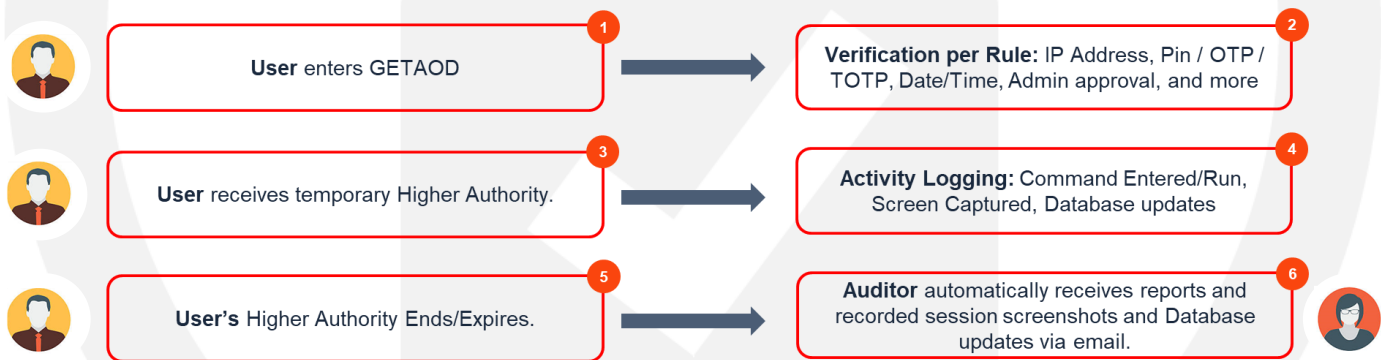 1
User enters GETAOD
2
Verification per Rule: IP Address, Pin / OTP /
TOTP, Date/Time, Admin approval, and more
3
User receives temporary Higher Authority.
4
Activity Logging: Command Entered/Run,
Screen Captured, Database updates
5
User's Higher Authority Ends/Expires.
6
Auditor automatically receives reports and
recorded session screenshots and Database
updates via email.